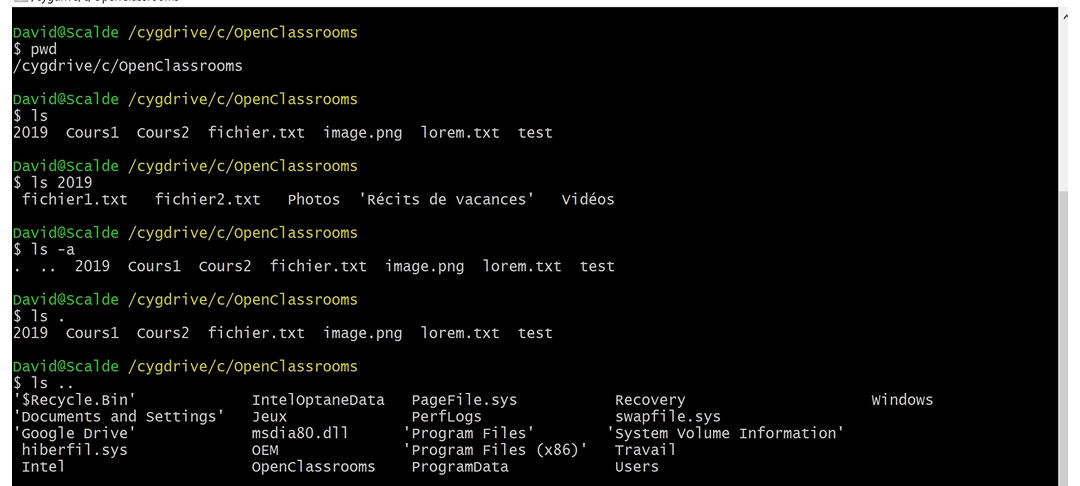 David@Scalde /cygdrive/c/OpenClassrooms
$ pwd
/cygdrive/c/OpenClassrooms
David@Scalde /cygdrive/c/OpenClassrooms
$ ls
2019  Cours1  Cours2  fichier.txt  image.png  lorem.txt  test
David@Scalde /cygdrive/c/OpenClassrooms
$ ls 2019
 fichier1.txt   fichier2.txt   Photos  'Récits de vacances'   Vidéos
David@Scalde /cygdrive/c/OpenClassrooms
$ ls -a
.  ..  2019  Cours1  Cours2  fichier.txt  image.png  lorem.txt  test
David@Scalde /cygdrive/c/OpenClassrooms
$ ls .
2019  Cours1  Cours2  fichier.txt  image.png  lorem.txt  test
David@Scalde /cygdrive/c/OpenClassrooms
$ ls ..
'$Recycle.Bin'             IntelOptaneData   PageFile.sys           Recovery                     Windows
'Documents and Settings'   Jeux              PerfLogs               swapfile.sys
'Google Drive'             msdia80.dll      'Program Files'        'System Volume Information'
 hiberfil.sys              OEM              'Program Files (x86)'   Travail
 Intel                     OpenClassrooms    ProgramData            Users